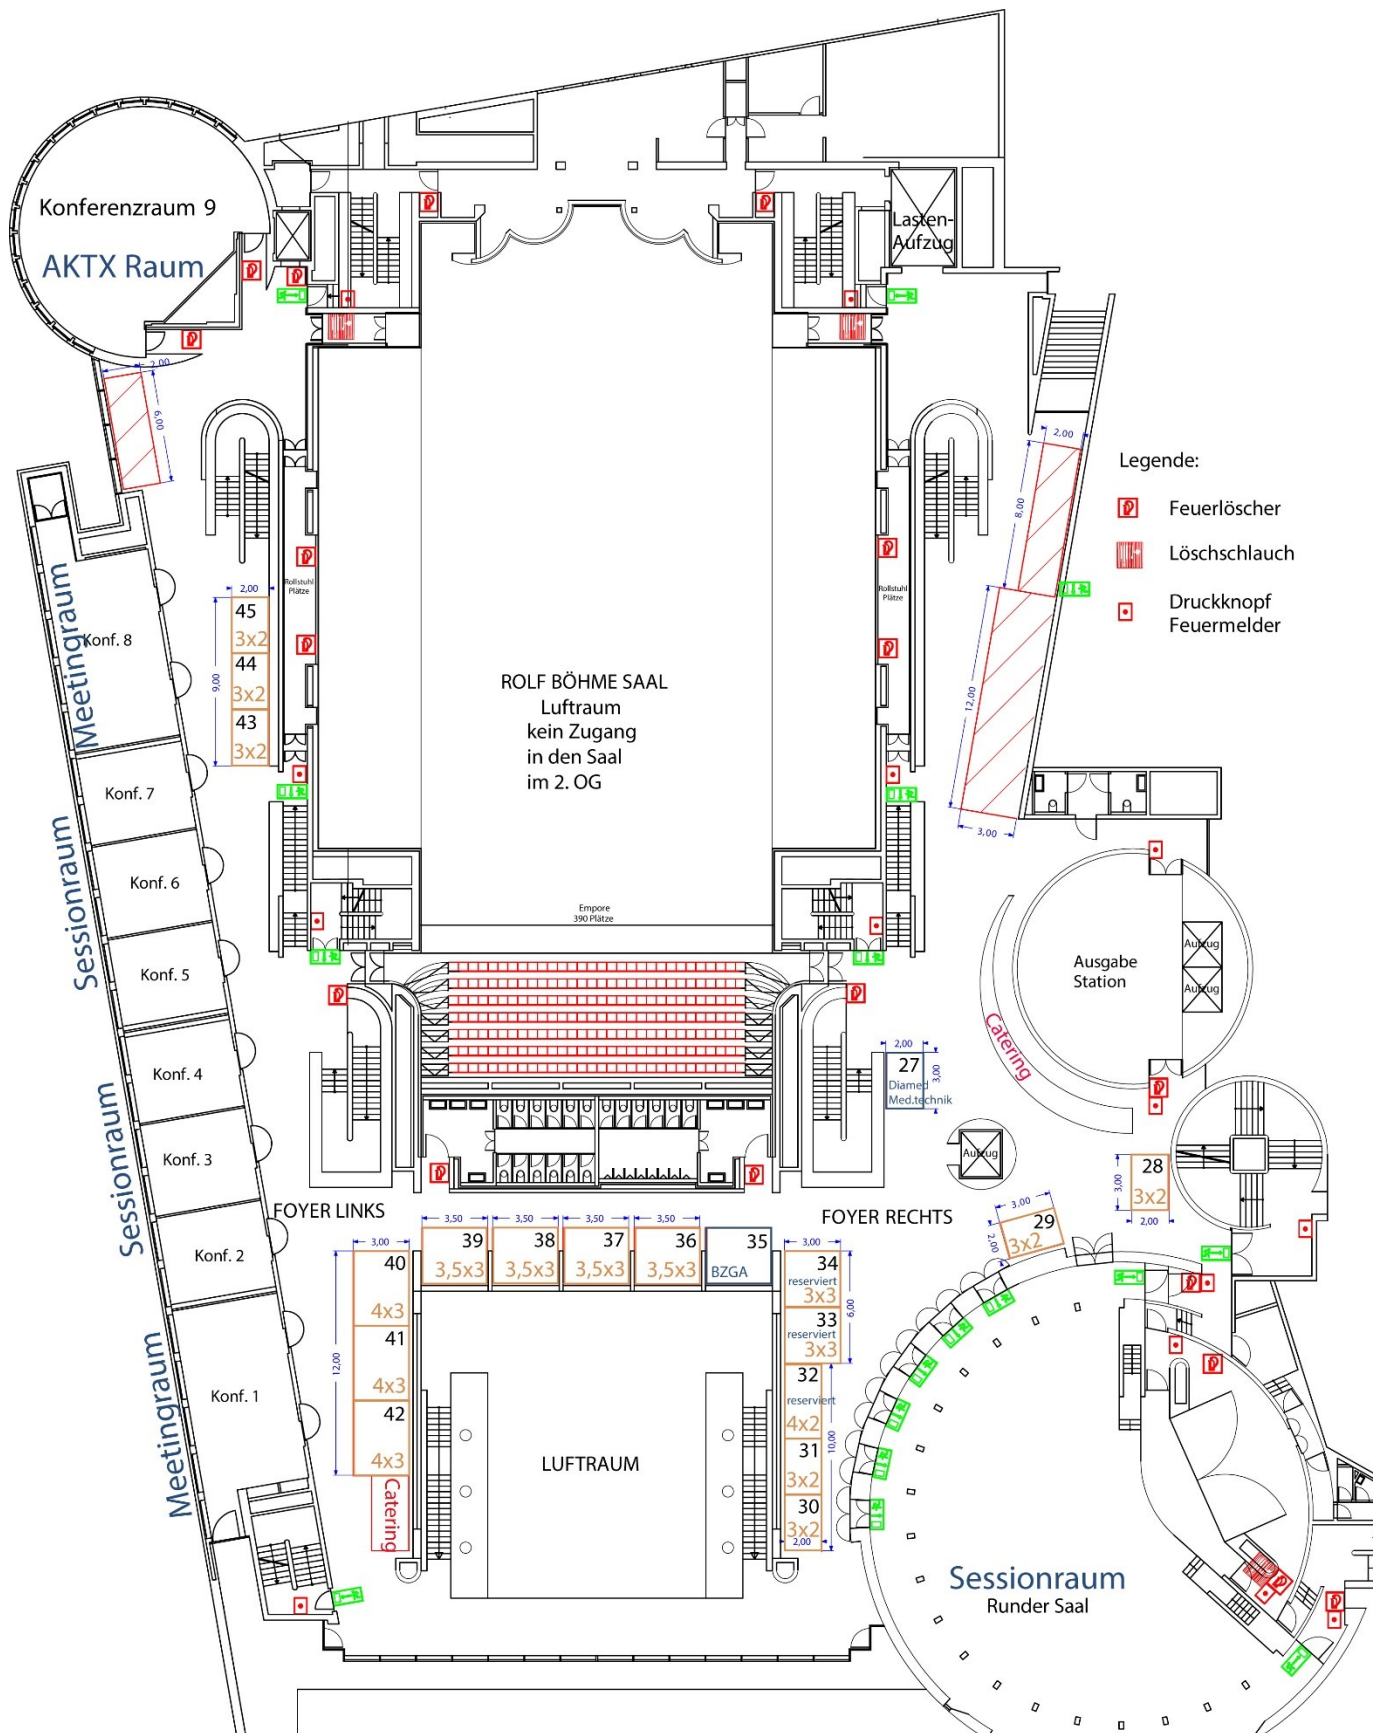 Konferenzraum 9
AKTX Raum
Lasten-
Aufzug
2,00
6,00
2,00
8,00
12,00
3,00
Legende:
Feuerlöscher
Löschschlauch
Druckknopf
Feuermelder
Rollstuhl
Plätze
Rollstuhl
Plätze
2,00
9,00
45
3x2
44
3x2
43
3x2
Meetingraum
Konf. 8
Konf. 7
Sessionraum
Konf. 6
Konf. 5
Konf. 4
Sessionraum
Konf. 3
Konf. 2
Meetingraum
Konf. 1
ROLF BÖHME SAAL
Luftraum
kein Zugang
in den Saal
im 2. OG
Empore
390 Plätze
Ausgabe
Station
Aufzug
Aufzug
Catering
2,00
3,00
27
Diamed
Med.technik
Aufzug
28
3x2
3,00
2,00
3,00
2,00
29
3x2
FOYER LINKS
FOYER RECHTS
3,50
3,50
3,50
3,50
39
3,5x3
38
3,5x3
37
3,5x3
36
3,5x3
35
BZGA
3,00
12,00
40
4x3
41
4x3
42
4x3
Catering
3,00
6,00
34
reserviert
3x3
33
reserviert
3x3
32
reserviert
4x2
10,00
31
3x2
30
3x2
2,00
LUFTRAUM
Sessionraum
Runder Saal